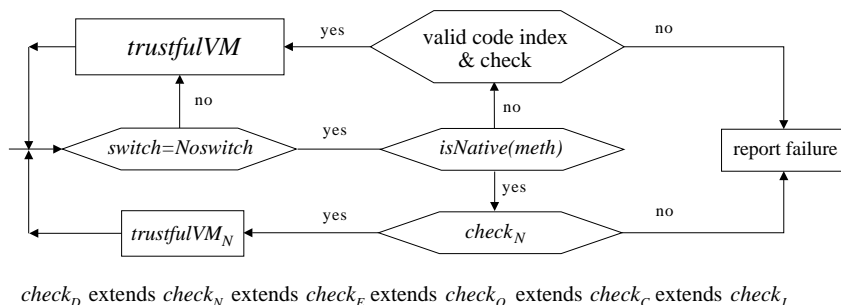 trustfulVM
yes
valid code index
& check
no
no
no
switch=Noswitch
yes
isNative(meth)
report failure
yes
trustfulVM_N
yes
check_N
no
check_D extends check_N extends check_E extends check_O extends check_C extends check_I